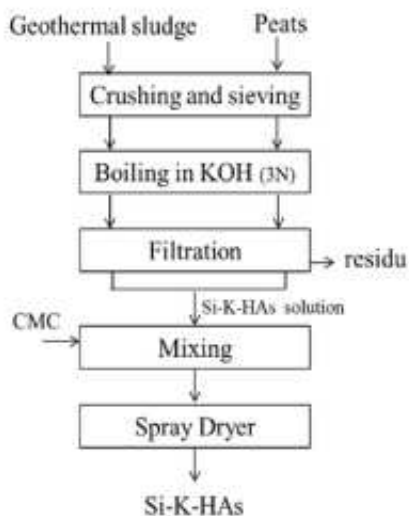 Geothermal sludge Peats
Crushing and sieving
Boiling in KOH (3N)
Filtration
residu
Si-K-HAs solution
CMC
Mixing
Spray Dryer
Si-K-HAs